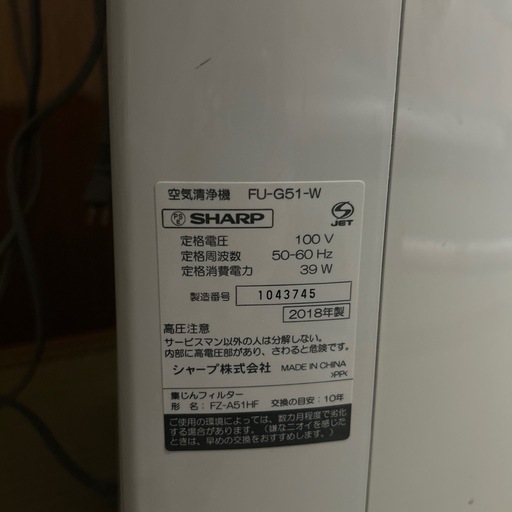 空気清浄機 FU-G51-W
PSE SHARP JET
定格電圧 100 V
定格周波数 50-60 Hz
定格消費電力 39 W
製造番号 1043745
2018年製
高圧注意
サービスマン以外の人は分解しない。
内部に高電圧部があり、さわると危険です。
シャープ株式会社 MADE IN CHINA
>PP<
集じんフィルター
形 名: FZ-A51HF 交換の目安: 10年
ご使用の環境によっては、数カ月程度で劣化
する場合があります。(嫌なニオイを感じた
ときは、早めの交換をおすすめします。)